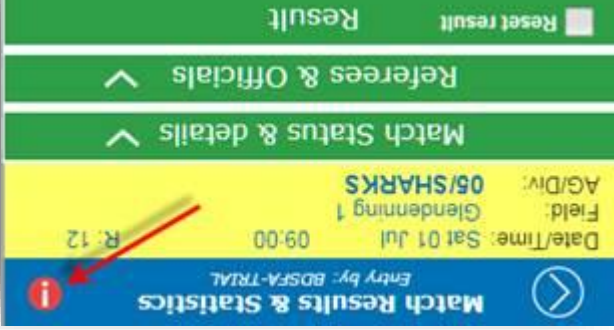 Match Results & Statistics
Entry by: BDSFA-TRIAL
i
Date/Time: Sat 01 Jul 09:00 R: 12
Field: Glendenning 1
AG/Div: 05/SHARKS
Match Status & details
Referees & Officials
Reset result Result